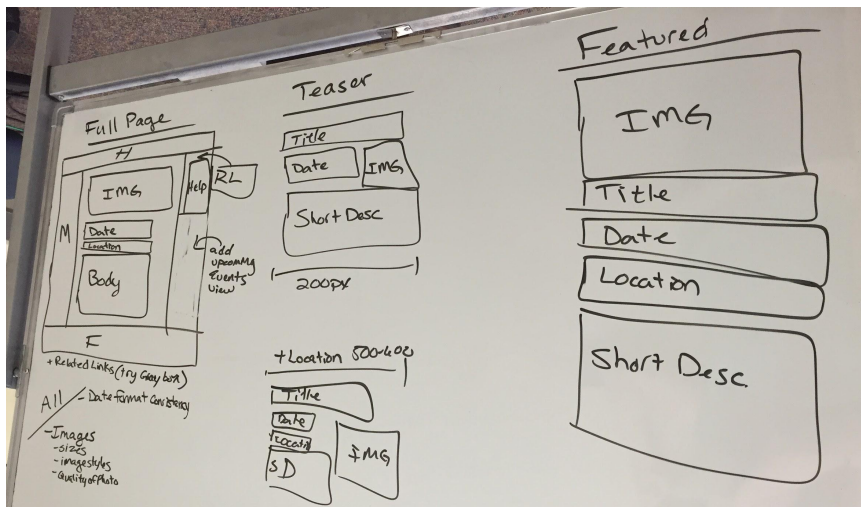 Full Page
H
IMG
Help
RL
M
Date
Location
Body
add
upcoming
Events
view
F
+ Related Links (try Gray box)
All
- Date format Consistency
- Images
- sizes
- image styles
- Quality of Photo
Teaser
Title
Date
IMG
Short Desc
200px
+ Location
Title
Date
IMG
SD
Featured
IMG
Title
Date
Location
Short Desc